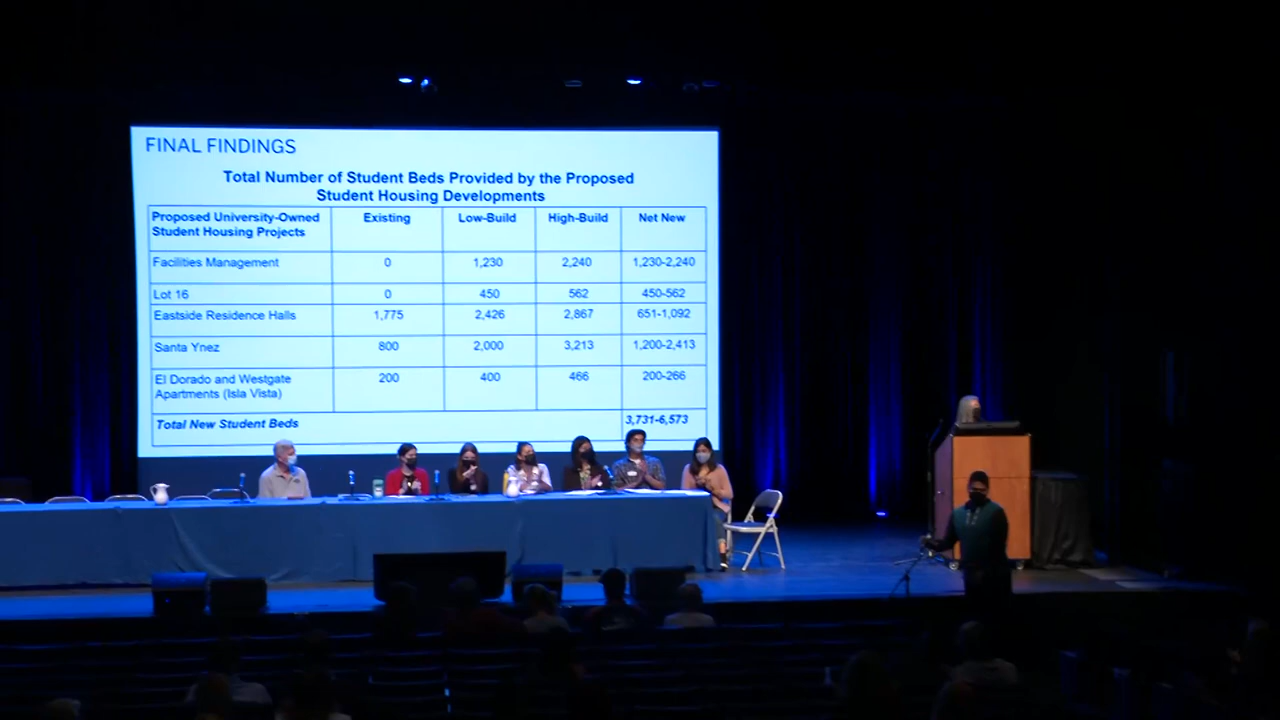 FINAL FINDINGS
Total Number of Student Beds Provided by the Proposed
Student Housing Developments
Proposed University-Owned Student Housing Projects Existing Low-Build High-Build Net New
Facilities Management 0 1,230 2,240 1,230-2,240
Lot 16 0 450 562 450-562
Eastside Residence Halls 1,775 2,426 2,867 651-1,092
Santa Ynez 800 2,000 3,213 1,200-2,413
El Dorado and Westgate Apartments (Isla Vista) 200 400 466 200-266
Total New Student Beds 3,731-6,573